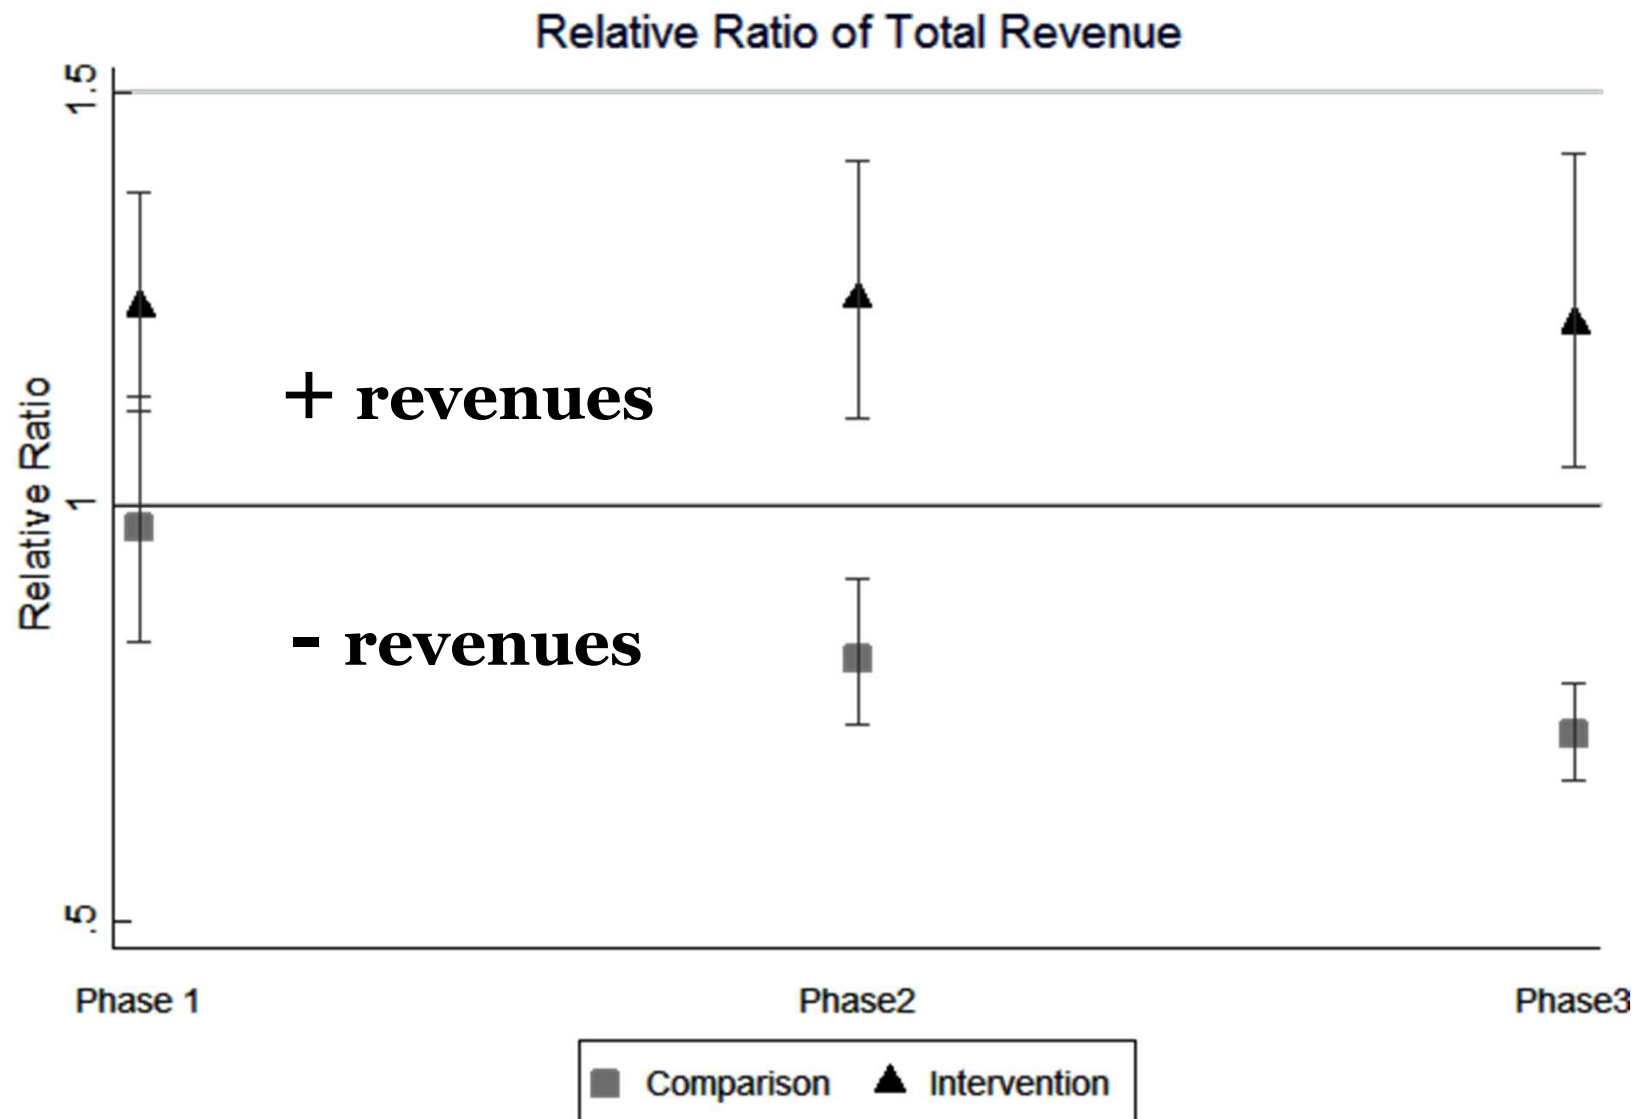 Relative Ratio of Total Revenue
1.5
+ revenues
Relative Ratio
1
- revenues
.5
Phase 1 Phase2 Phase3
Comparison Intervention